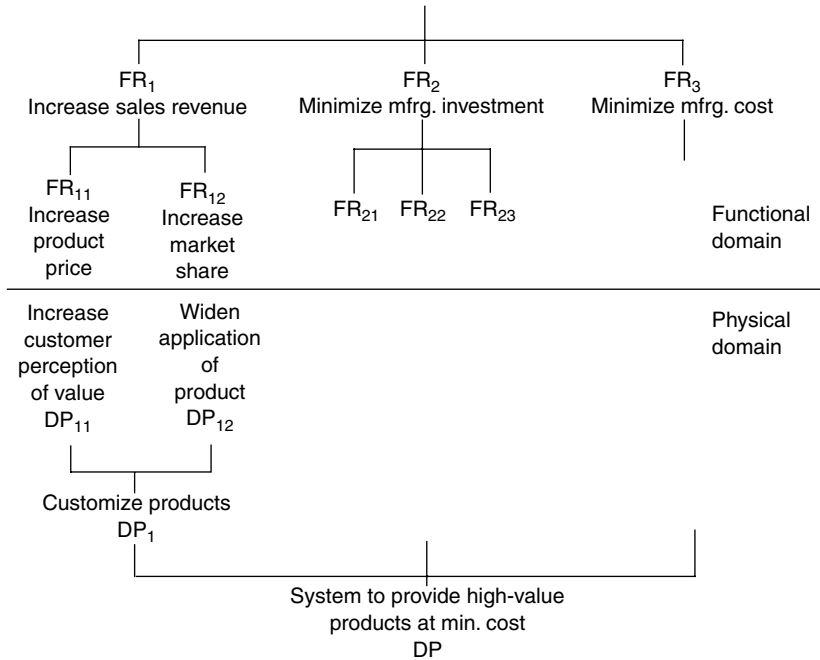 FR₁
Increase sales revenue
FR₂
Minimize mfrg. investment
FR₃
Minimize mfrg. cost
FR₁₁
Increase
product
price
FR₁₂
Increase
market
share
FR₂₁
FR₂₂
FR₂₃
Functional
domain
Increase
customer
perception
of value
DP₁₁
Widen
application
of
product
DP₁₂
Physical
domain
Customize products
DP₁
System to provide high-value
products at min. cost
DP